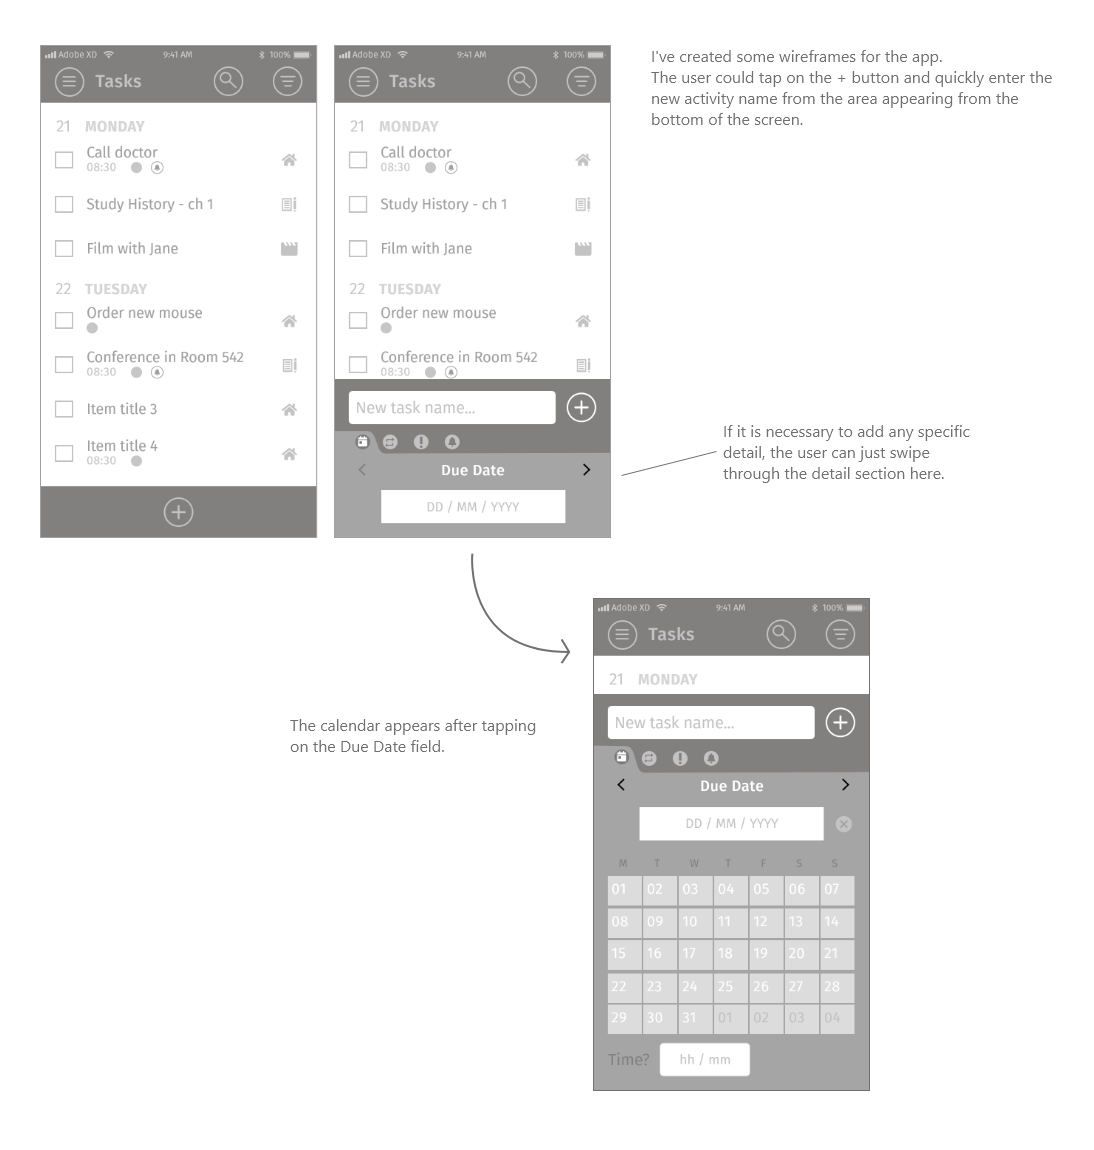 Adobe XD 9:41 AM 100%
Tasks
21 MONDAY
Call doctor
08:30
Study History - ch 1
Film with Jane
22 TUESDAY
Order new mouse
Conference in Room 542
08:30
Item title 3
Item title 4
08:30
Adobe XD 9:41 AM 100%
Tasks
21 MONDAY
Call doctor
08:30
Study History - ch 1
Film with Jane
22 TUESDAY
Order new mouse
Conference in Room 542
08:30
New task name...
Due Date
DD / MM / YYYY
I've created some wireframes for the app.
The user could tap on the + button and quickly enter the
new activity name from the area appearing from the
bottom of the screen.
If it is necessary to add any specific
detail, the user can just swipe
through the detail section here.
The calendar appears after tapping
on the Due Date field.
Adobe XD 9:41 AM 100%
Tasks
21 MONDAY
New task name...
Due Date
DD / MM / YYYY
M T W T F S S
01 02 03 04 05 06 07
08 09 10 11 12 13 14
15 16 17 18 19 20 21
22 23 24 25 26 27 28
29 30 31 01 02 03 04
Time? hh / mm